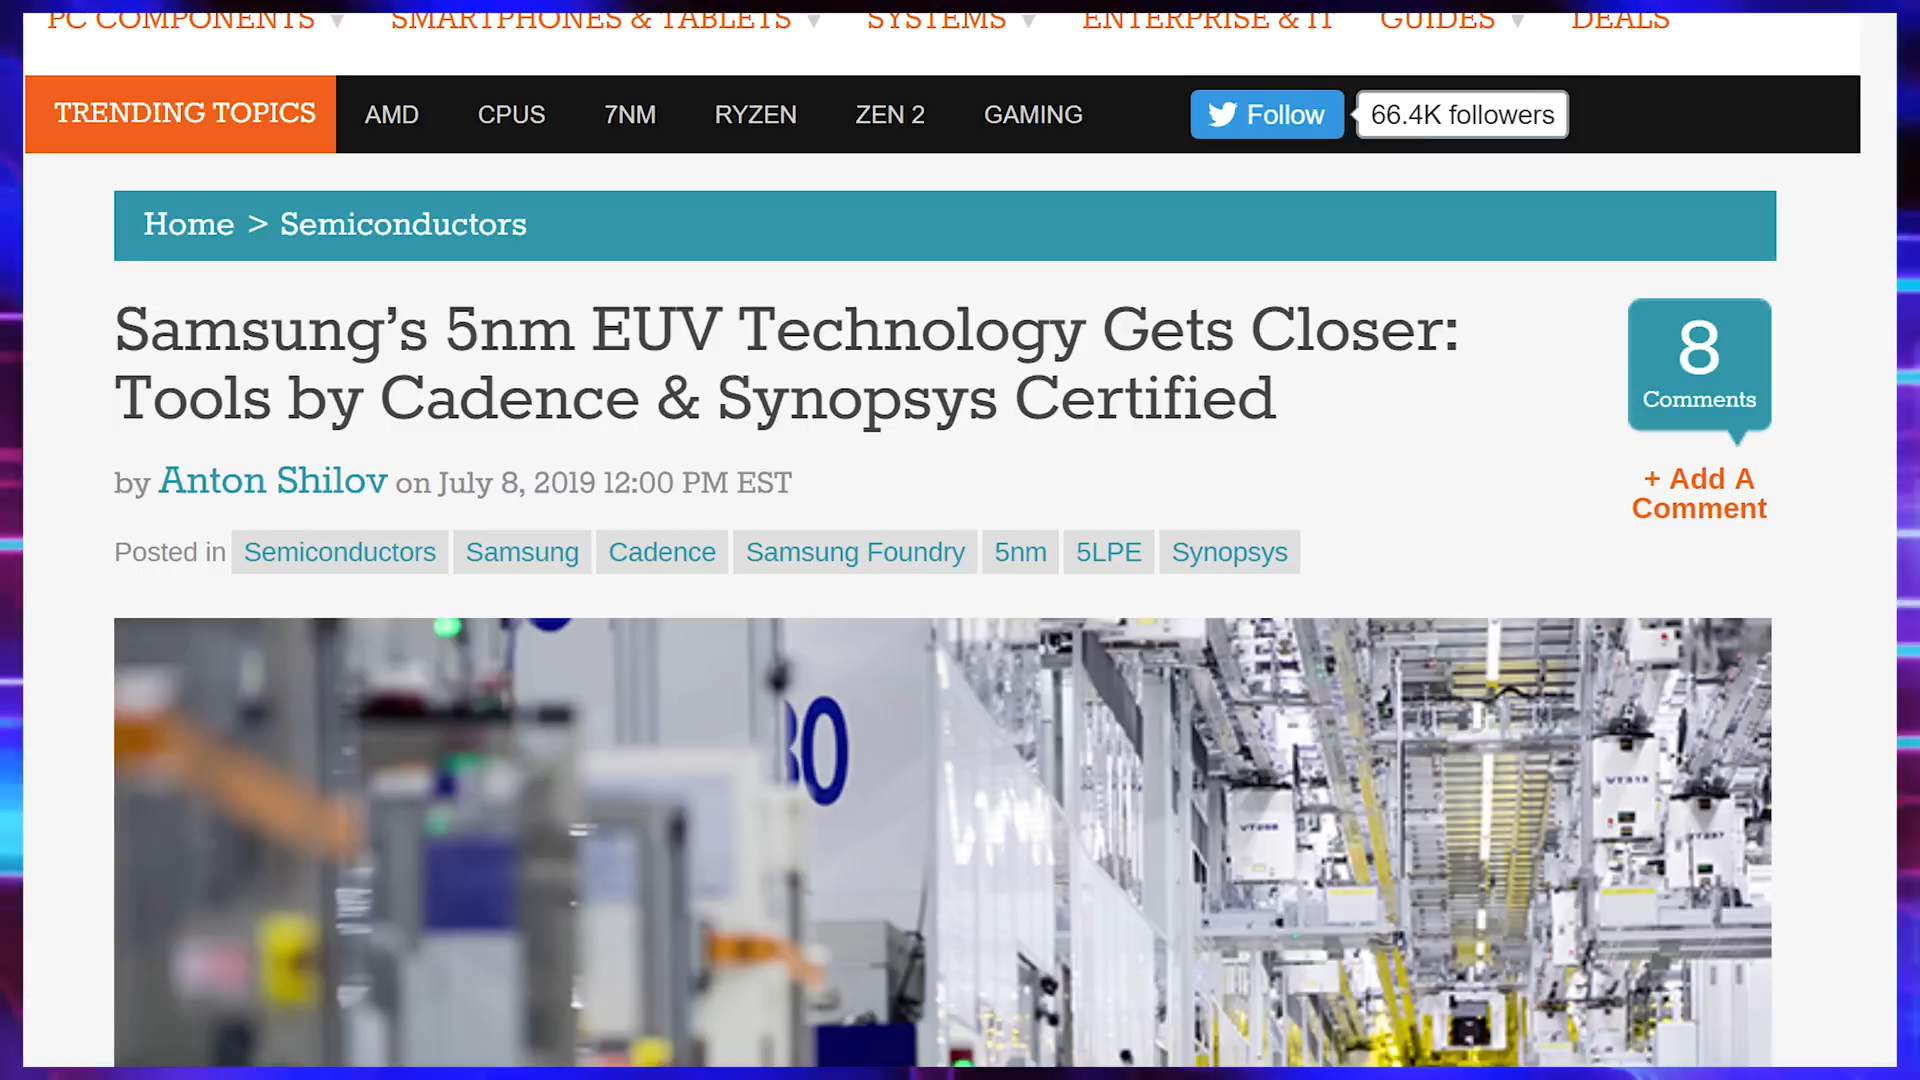 PC COMPONENTS SMARTPHONES & TABLETS SYSTEMS ENTERPRISE & IT GUIDES DEALS
TRENDING TOPICS AMD CPUS 7NM RYZEN ZEN 2 GAMING Follow 66.4K followers
Home > Semiconductors
Samsung’s 5nm EUV Technology Gets Closer:
Tools by Cadence & Synopsys Certified
8
Comments
by Anton Shilov on July 8, 2019 12:00 PM EST
+ Add A
Comment
Posted in Semiconductors Samsung Cadence Samsung Foundry 5nm 5LPE Synopsys